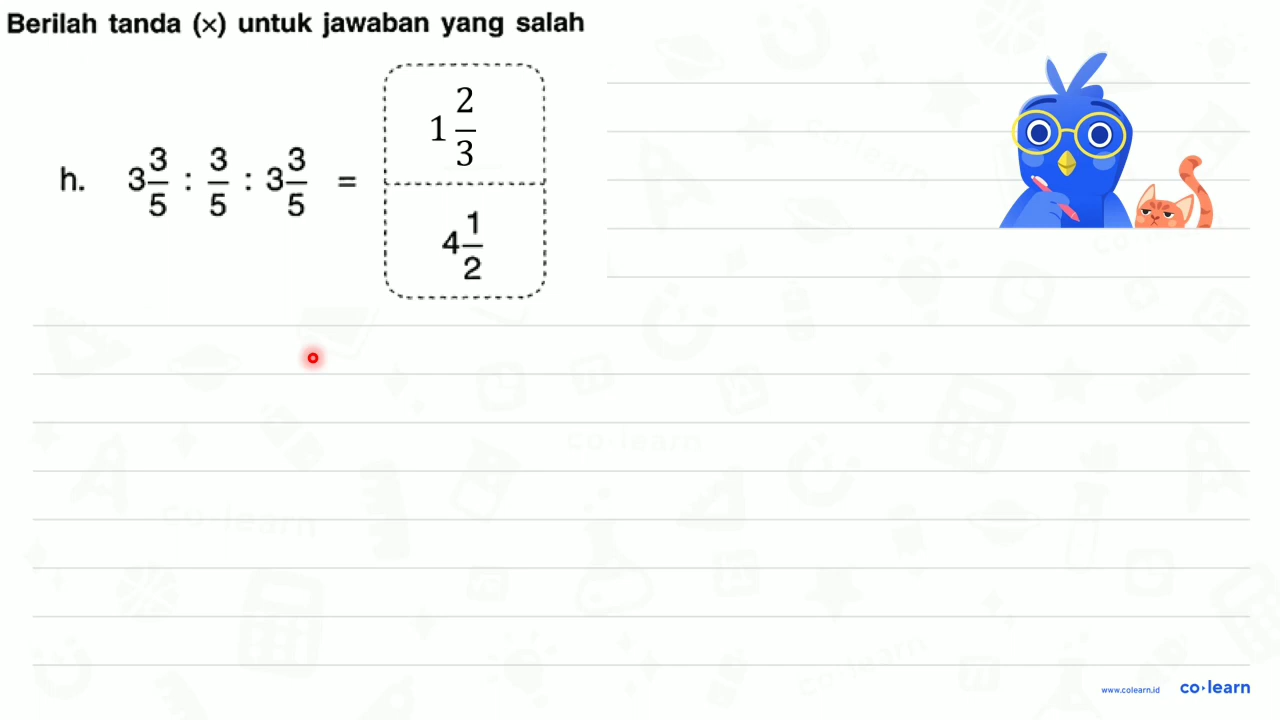 Berilah tanda (×) untuk jawaban yang salah
h. 3 3/5 : 3/5 : 3 3/5 =
1 2/3
4 1/2
www.colearn.id co·learn